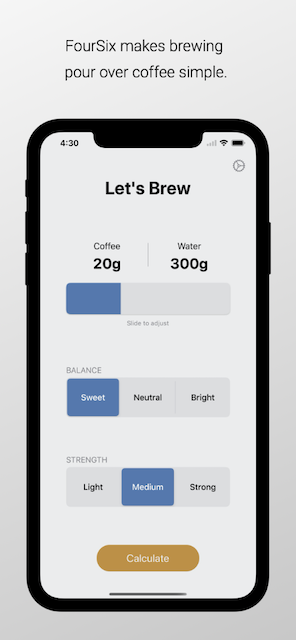 FourSix makes brewing
pour over coffee simple.
4:30
Let's Brew
Coffee Water
20g 300g
Slide to adjust
BALANCE
Sweet Neutral Bright
STRENGTH
Light Medium Strong
Calculate